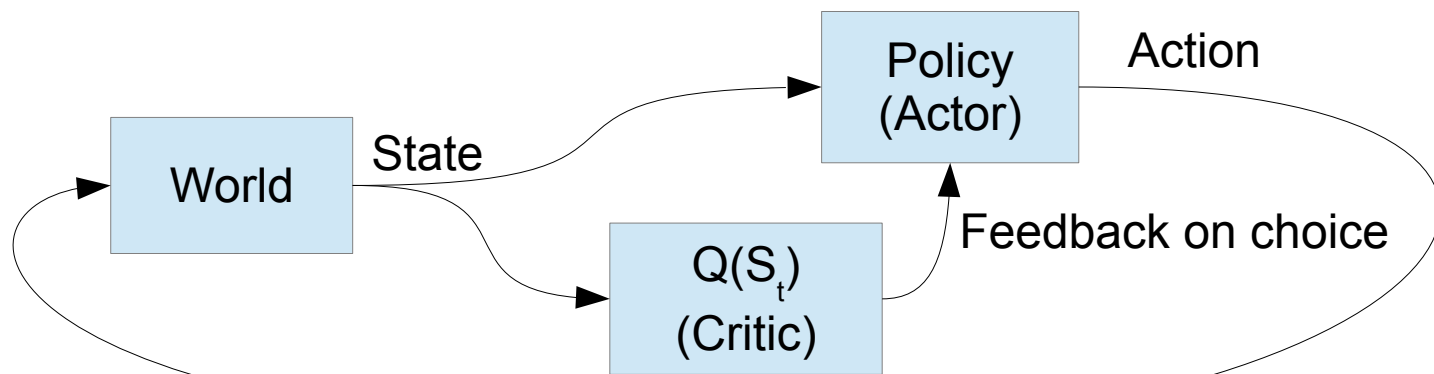 Policy
(Actor)
Action
State
World
Feedback on choice
Q(Sₜ)
(Critic)